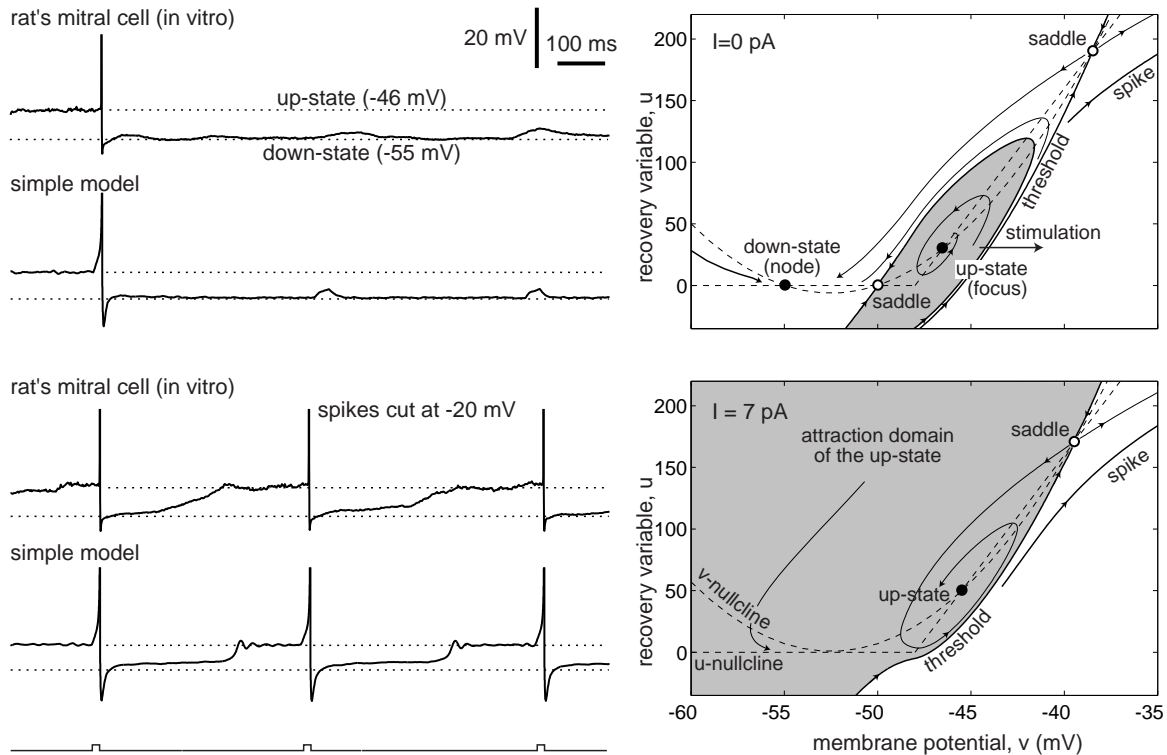 rat's mitral cell (in vitro)
20 mV
100 ms
up-state (-46 mV)
down-state (-55 mV)
simple model
rat's mitral cell (in vitro)
spikes cut at -20 mV
simple model
I=0 pA
saddle
spike
threshold
stimulation
down-state
(node)
saddle
up-state
(focus)
recovery variable, u
200
150
100
50
0
-55
-50
-45
-40
I = 7 pA
attraction domain
of the up-state
saddle
spike
v-nullcline
up-state
u-nullcline
threshold
recovery variable, u
200
150
100
50
0
-60
-55
-50
-45
-40
-35
membrane potential, v (mV)